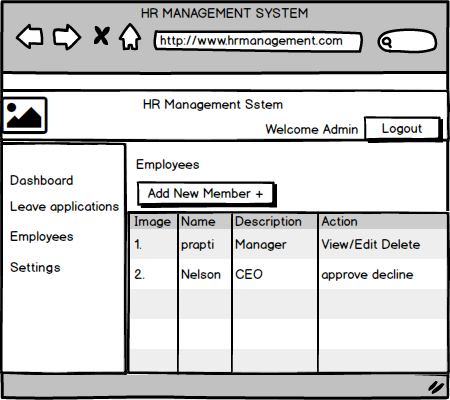 HR MANAGEMENT SYSTEM
http://www.hrmanagement.com
HR Management Sstem
Welcome Admin
Logout
Dashboard
Leave applications
Employees
Settings
Employees
Add New Member +
Image Name Description Action
1. prapti Manager View/Edit Delete
2. Nelson CEO approve decline